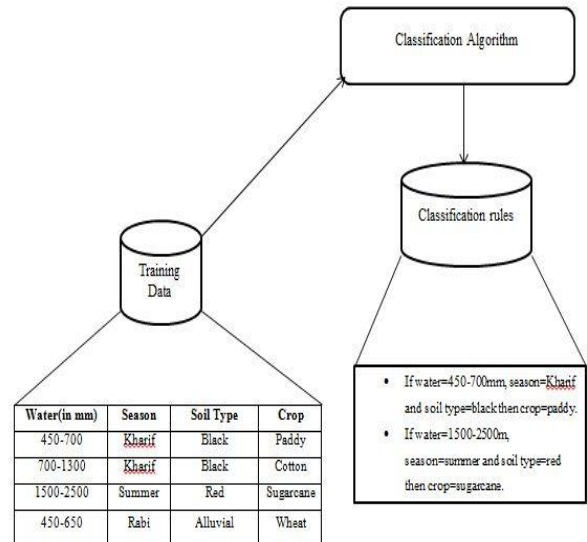 Classification Algorithm
Classification rules
Training
Data
Water(in mm) Season Soil Type Crop
450-700 Kharif Black Paddy
700-1300 Kharif Black Cotton
1500-2500 Summer Red Sugarcane
450-650 Rabi Alluvial Wheat
• If water=450-700mm, season=Kharif
and soil type=black then crop=paddy.
• If water=1500-2500m,
season=summer and soil type=red
then crop=sugarcane.